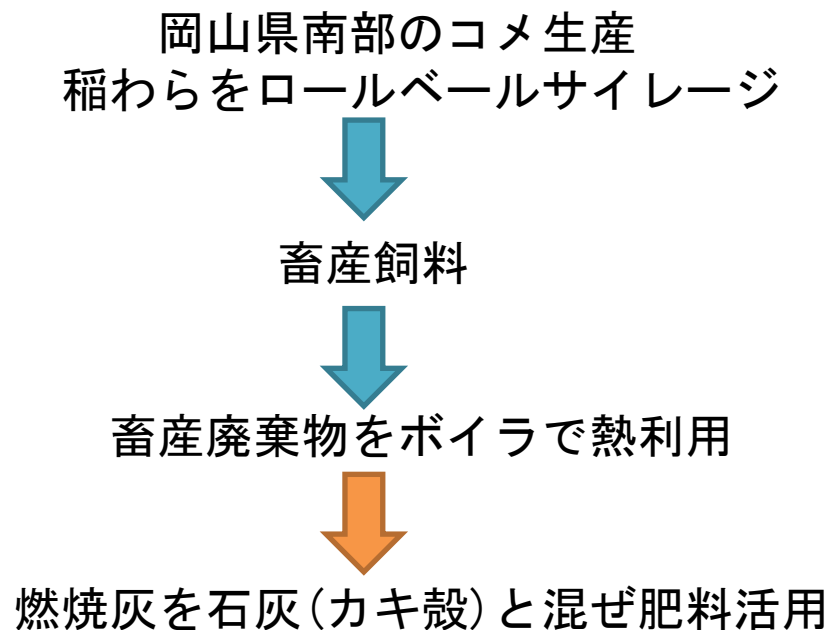 岡山県南部のコメ生産
稲わらをロールベールサイレージ
畜産飼料
畜産廃棄物をボイラで熱利用
燃焼灰を石灰(カキ殻)と混ぜ肥料活用